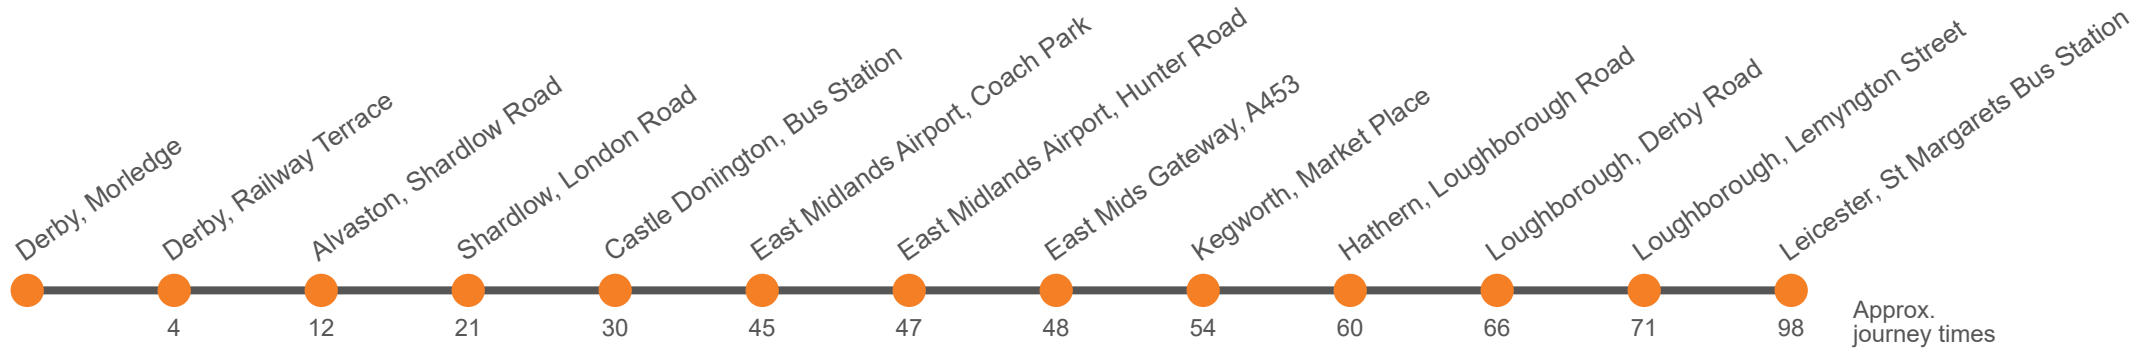 Derby, Morledge
Derby, Railway Terrace
Alvaston, Shardlow Road
Shardlow, London Road
Castle Donington, Bus Station
East Midlands Airport, Coach Park
East Midlands Airport, Hunter Road
East Mids Gateway, A453
Kegworth, Market Place
Hathern, Loughborough Road
Loughborough, Derby Road
Loughborough, Lemyngton Street
Leicester, St Margarets Bus Station
4 12 21 30 45 47 48 54 60 66 71 98
Approx.
journey times